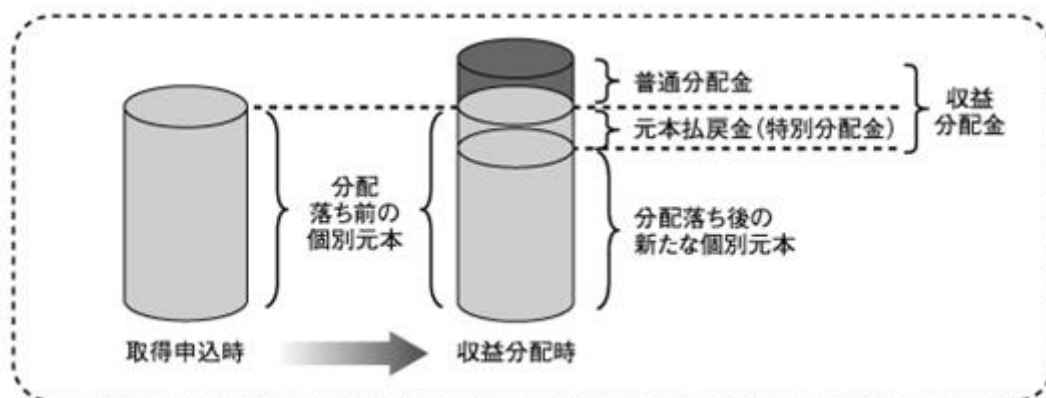 普通分配金
元本払戻金(特別分配金)
収益
分配金
分配
落ち前の
個別元本
分配落ち後の
新たな個別元本
取得申込時
収益分配時